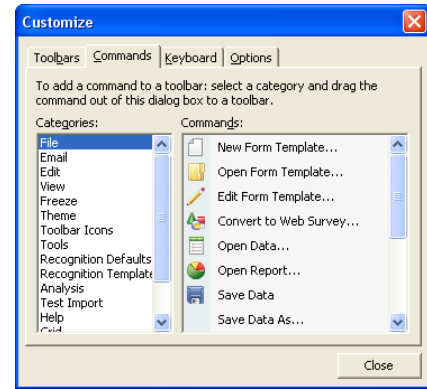 Customize
Toolbars Commands Keyboard Options
To add a command to a toolbar: select a category and drag the
command out of this dialog box to a toolbar.
Categories: Commands:
File
Email
Edit
View
Freeze
Theme
Toolbar Icons
Tools
Recognition Defaults
Recognition Template
Analysis
Test Import
Help
Grid
New Form Template...
Open Form Template...
Edit Form Template...
Convert to Web Survey...
Open Data...
Open Report...
Save Data
Save Data As...
Close